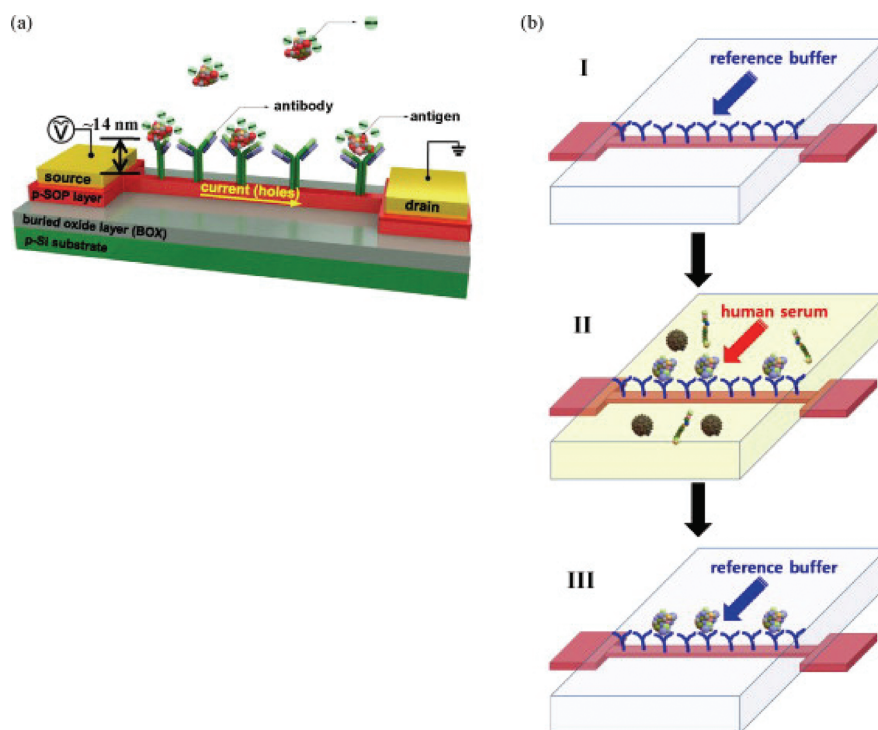 (a)
~14 nm
V
antibody
antigen
source
p-SOP layer
current (holes)
drain
buried oxide layer (BOX)
p-Si substrate
(b)
I
reference buffer
II
human serum
III
reference buffer